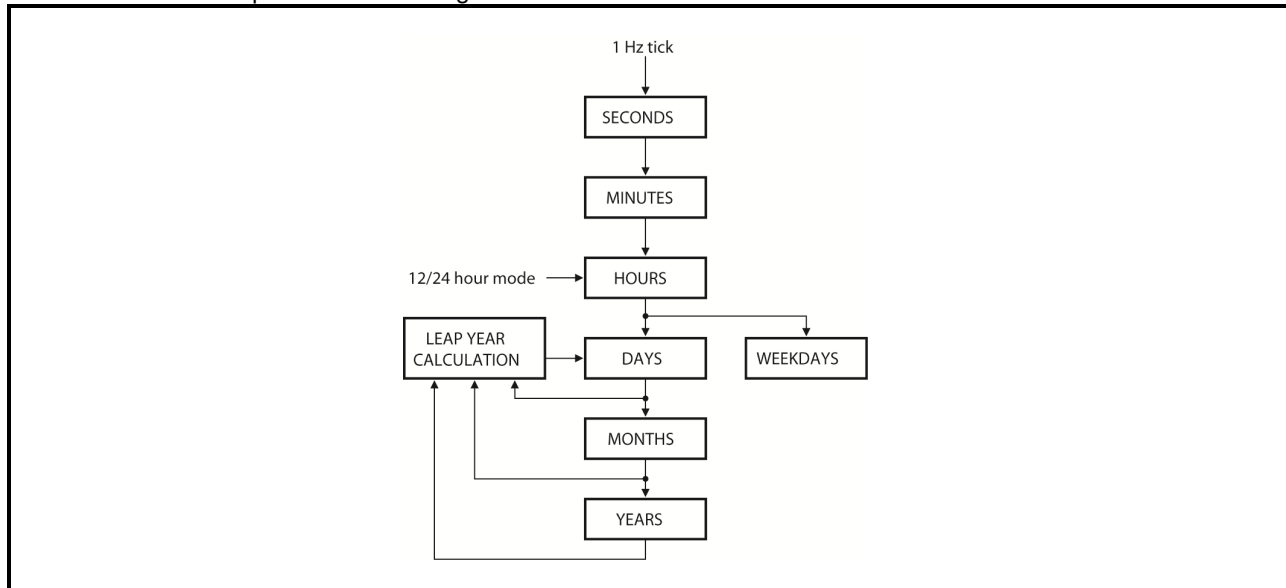 1 Hz tick
SECONDS
MINUTES
12/24 hour mode
HOURS
LEAP YEAR
CALCULATION
DAYS
WEEKDAYS
MONTHS
YEARS